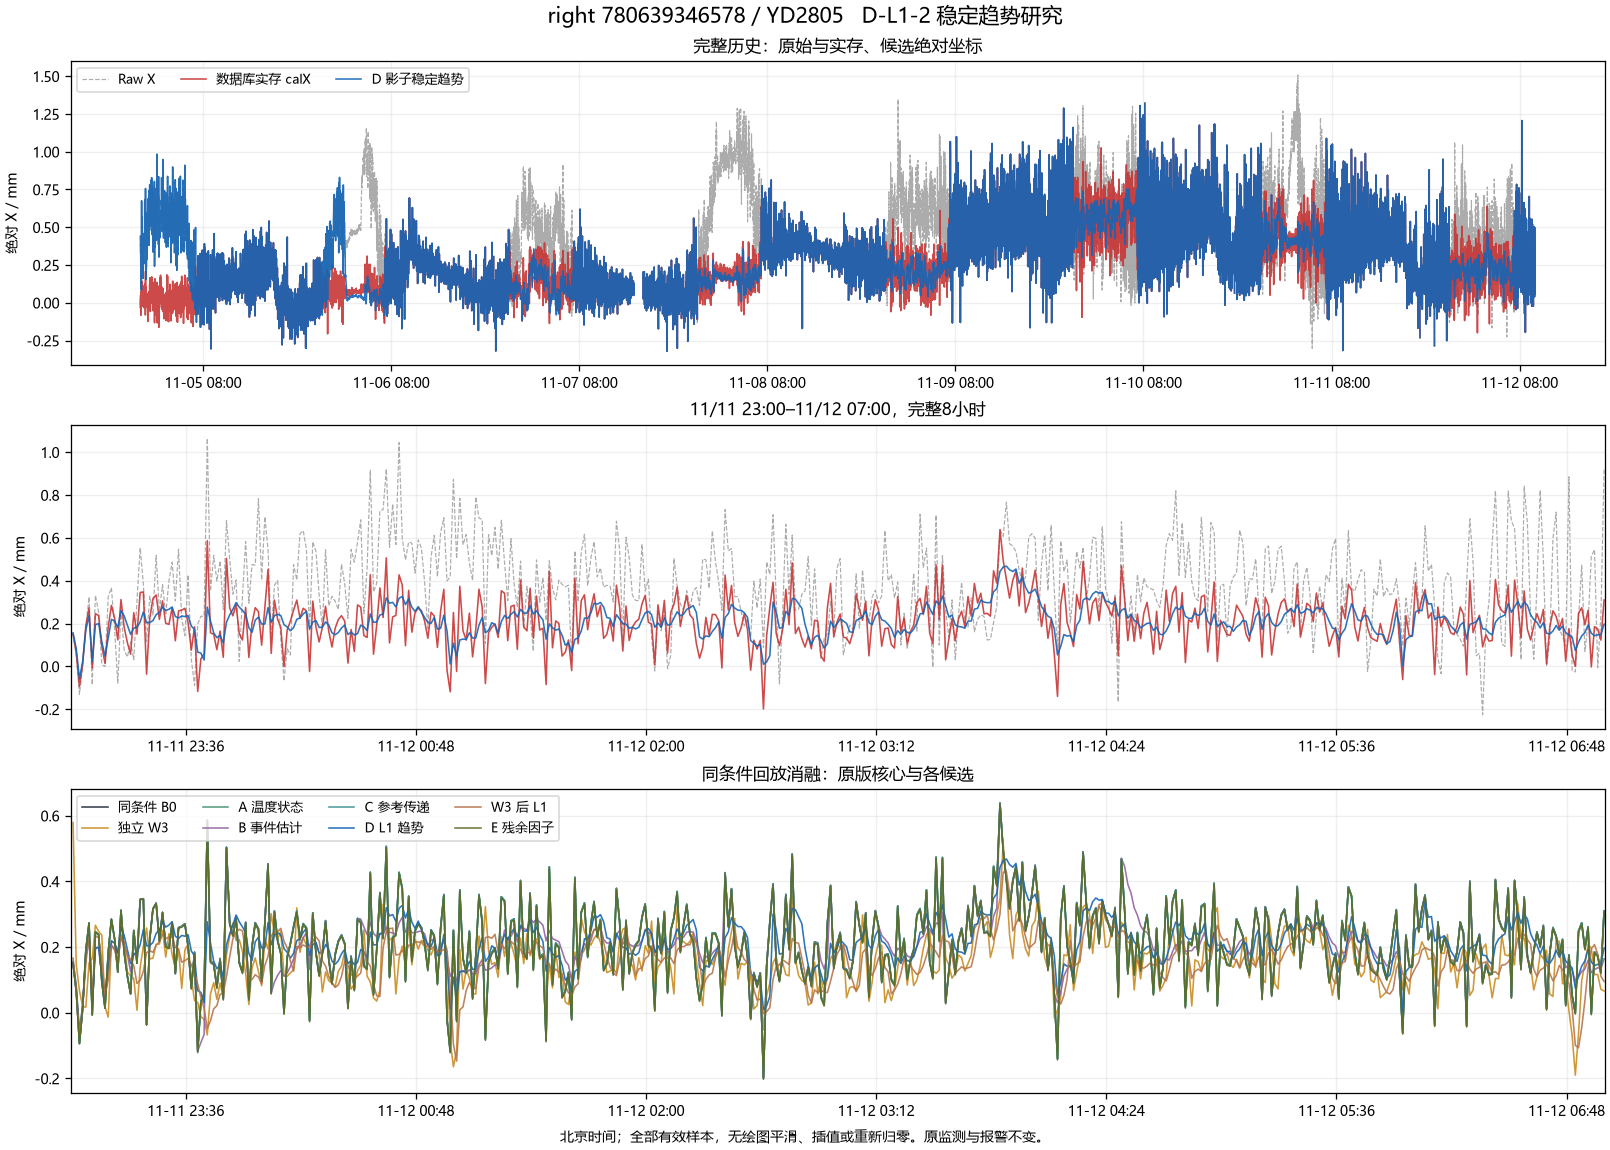 right 780639346578 / YD2805   D-L1-2 稳定趋势研究
完整历史：原始与实存、候选绝对坐标
Raw X
数据库实存 calX
D 影子稳定趋势
绝对 X / mm
1.50
1.25
1.00
0.75
0.50
0.25
0.00
-0.25
11-05 08:00
11-06 08:00
11-07 08:00
11-08 08:00
11-09 08:00
11-10 08:00
11-11 08:00
11-12 08:00
11/11 23:00–11/12 07:00，完整8小时
绝对 X / mm
1.0
0.8
0.6
0.4
0.2
0.0
-0.2
11-11 23:36
11-12 00:48
11-12 02:00
11-12 03:12
11-12 04:24
11-12 05:36
11-12 06:48
同条件回放消融：原版核心与各候选
同条件 B0
A 温度状态
C 参考传递
W3 后 L1
独立 W3
B 事件估计
D L1 趋势
E 残余因子
绝对 X / mm
0.6
0.4
0.2
0.0
-0.2
11-11 23:36
11-12 00:48
11-12 02:00
11-12 03:12
11-12 04:24
11-12 05:36
11-12 06:48
北京时间；全部有效样本，无绘图平滑、插值或重新归零。原监测与报警不变。